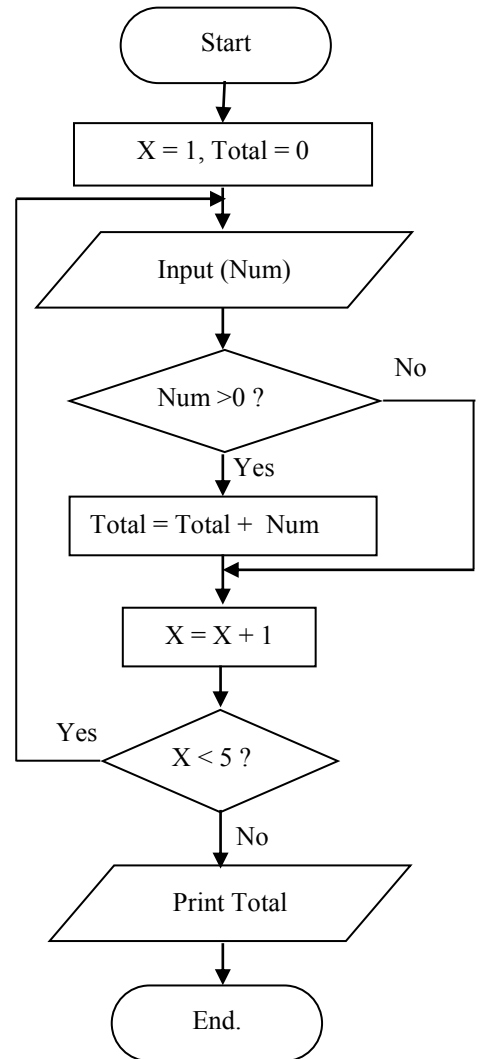 Start
X = 1, Total = 0
Input (Num)
No
Num >0 ?
Yes
Total = Total + Num
X = X + 1
Yes
X < 5 ?
No
Print Total
End.